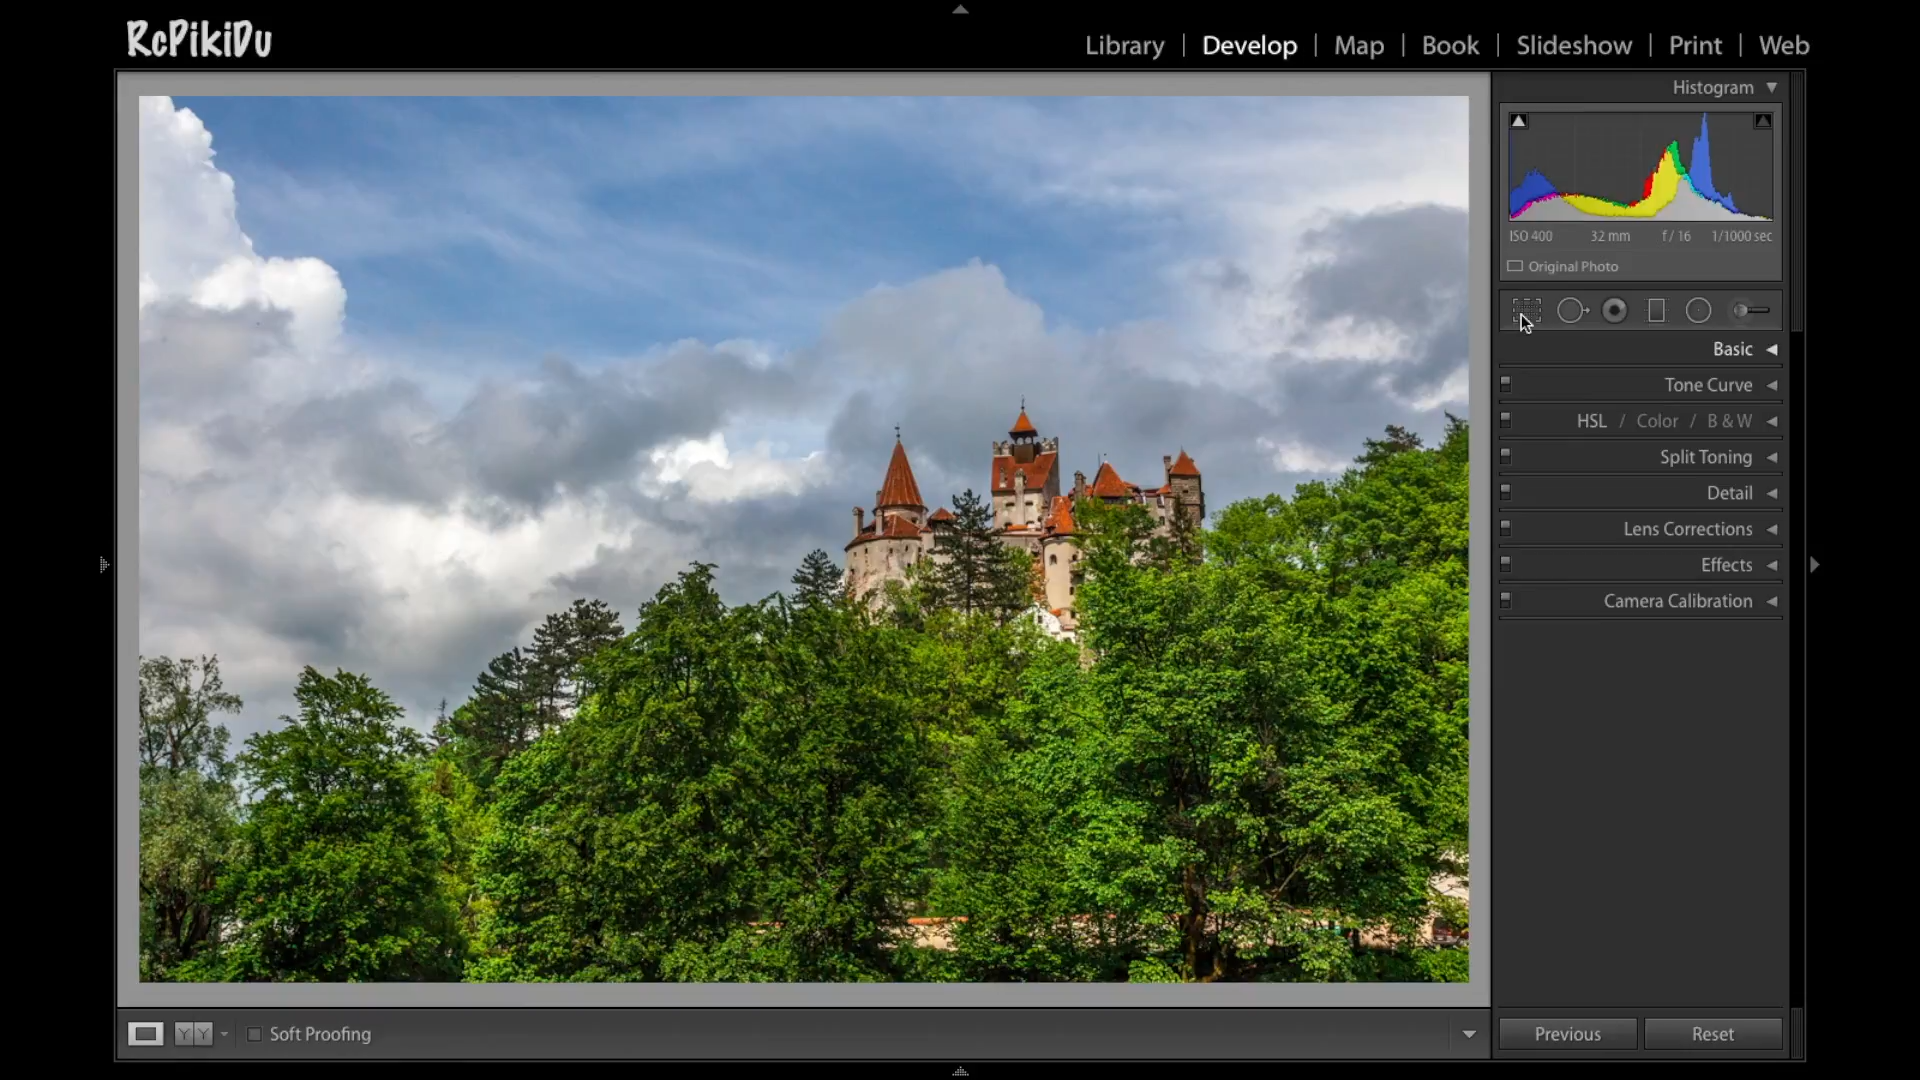 RcPikiDu
Library | Develop | Map | Book | Slideshow | Print | Web
Histogram
ISO 400 32 mm f / 16 1/1000 sec
Original Photo
Basic
Tone Curve
HSL / Color / B & W
Split Toning
Detail
Lens Corrections
Effects
Camera Calibration
Y Y Soft Proofing
Previous Reset